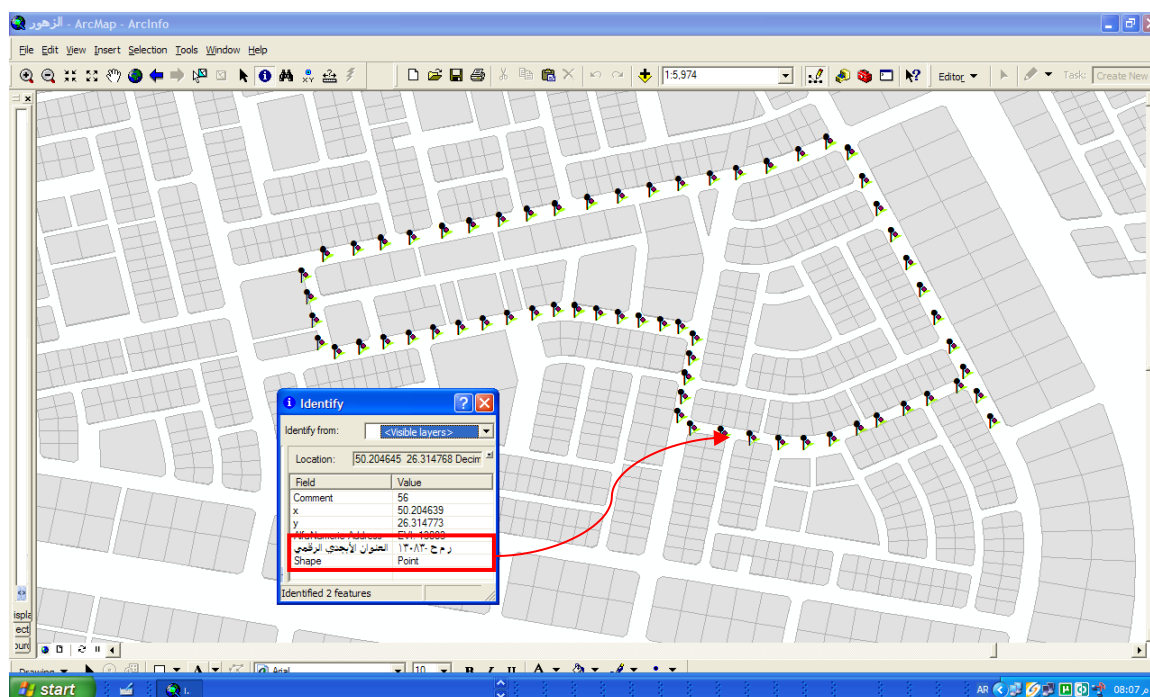 الزهور - ArcMap - ArcInfo
File Edit View Insert Selection Tools Window Help
1:5,974
Editor
Task: Create New
Identify
Identify from: <Visible layers>
Location: 50.204645 26.314768 Decim
Field Value
Comment 56
x 50.204639
y 26.314773
العنوان الأبجدي الرقمي ر م ح -١٣٠٨٣
Shape Point
Identified 2 features
Drawing Arial 10 B I U A
start
AR 08:07 م